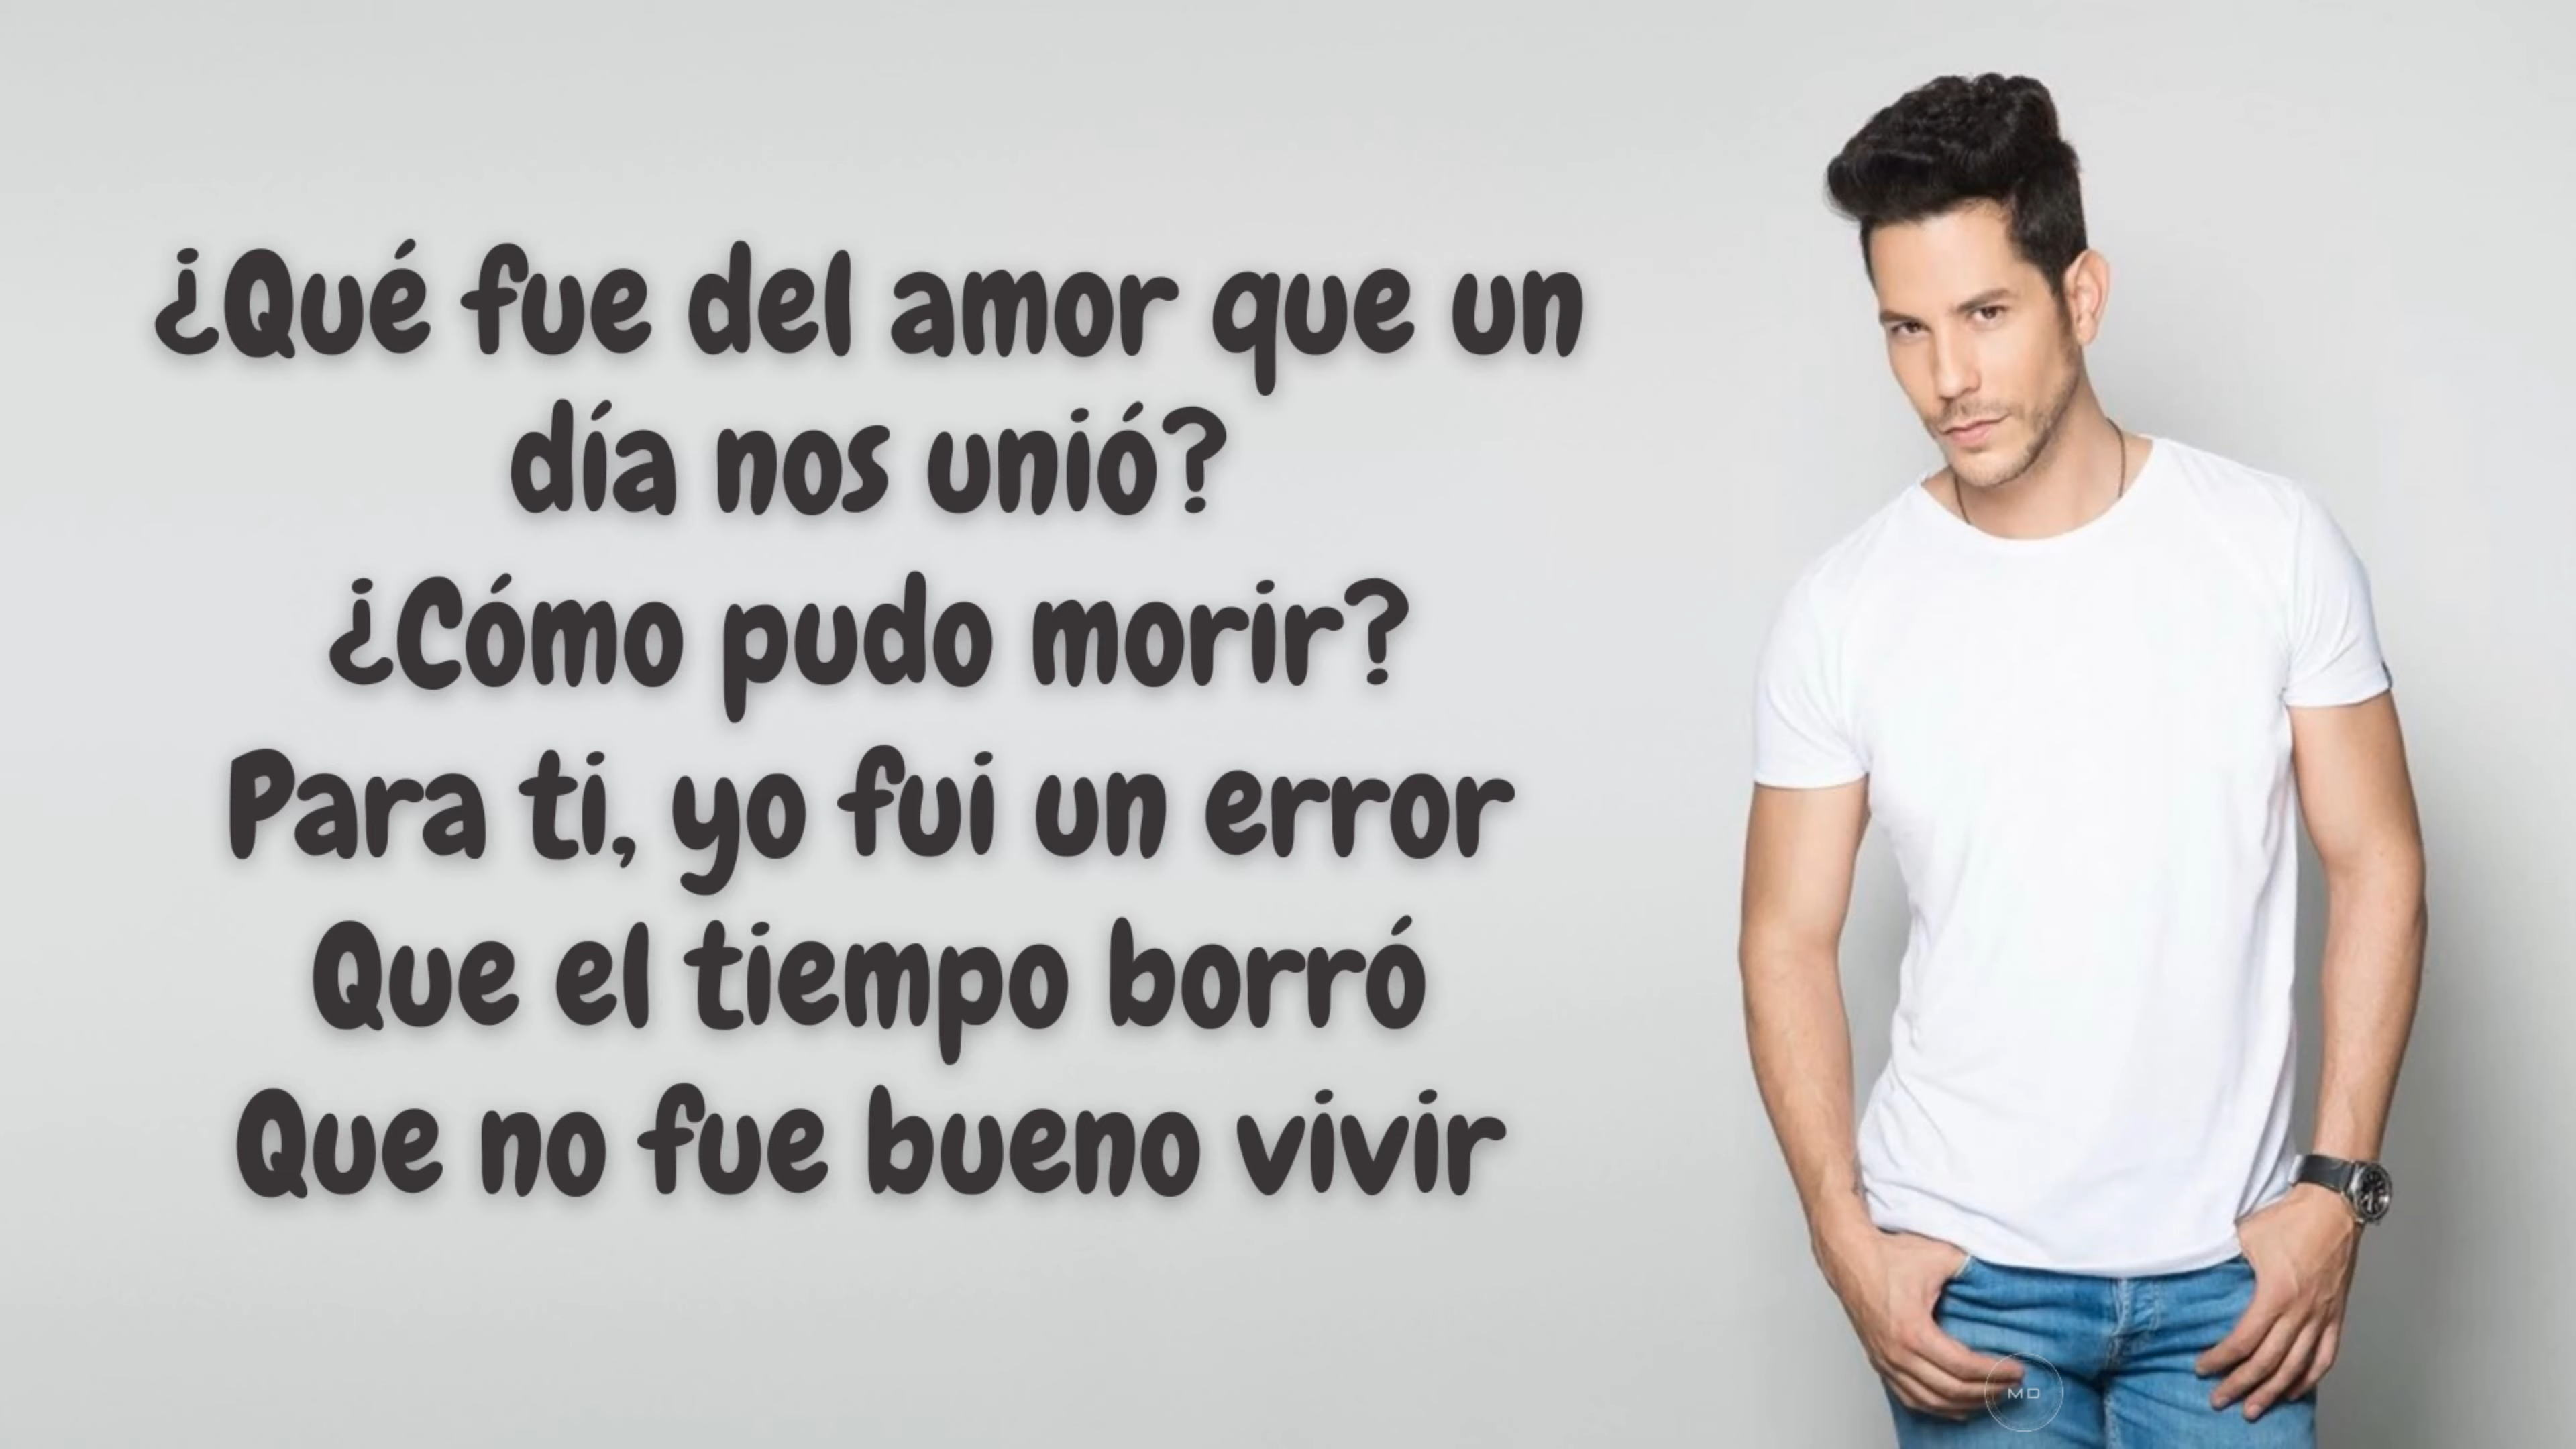 ¿Qué fue del amor que un
día nos unió?
¿Cómo pudo morir?
Para ti, yo fui un error
Que el tiempo borró
Que no fue bueno vivir
MD